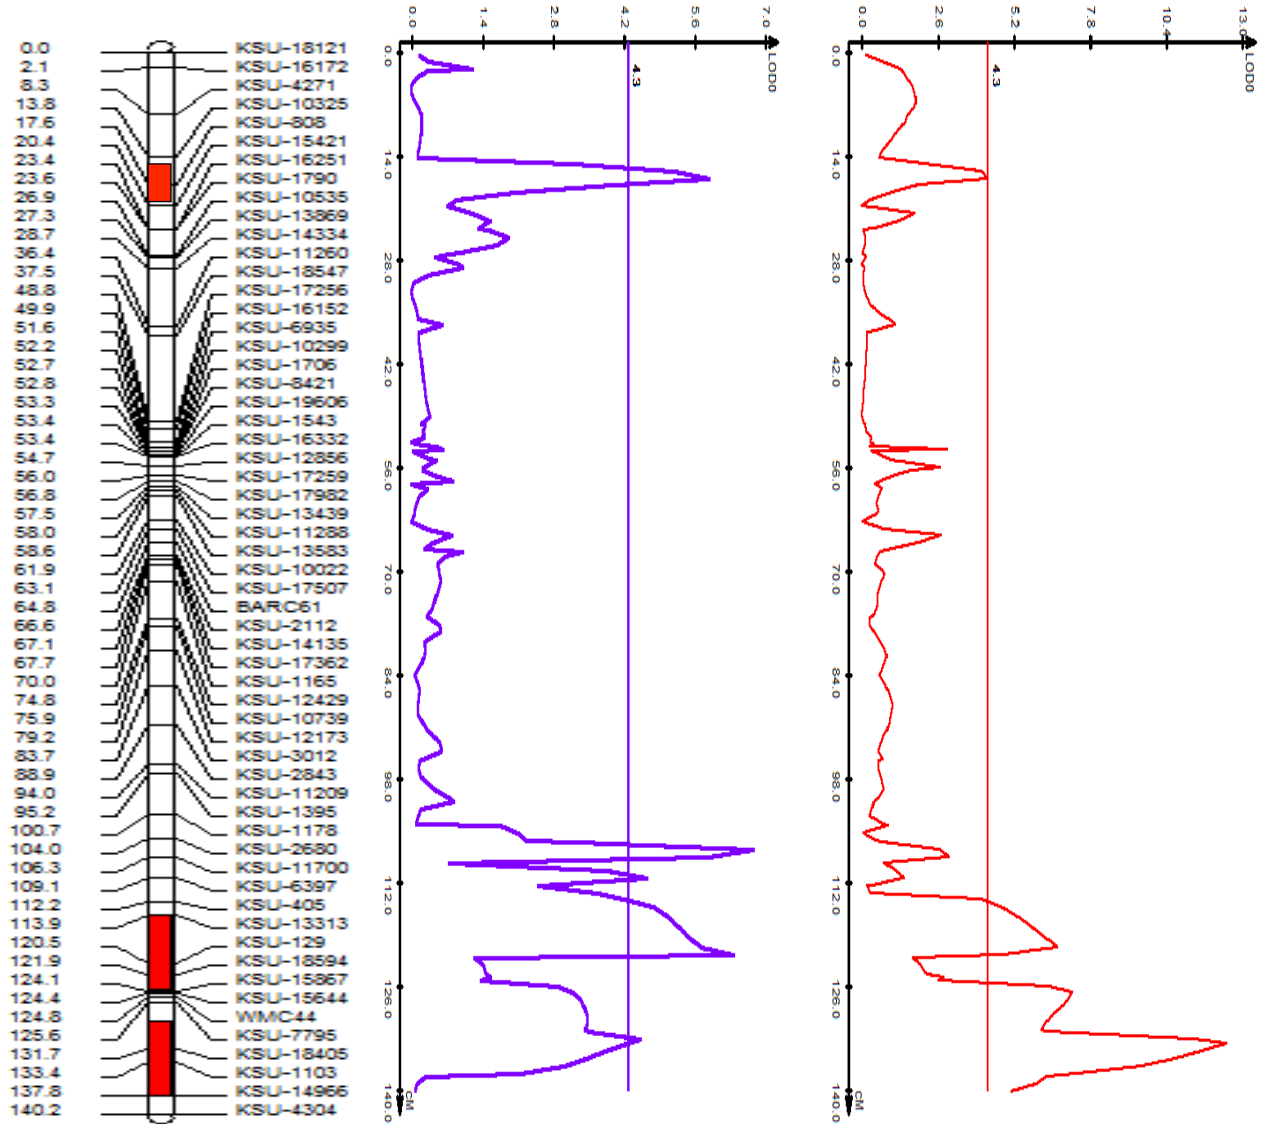 0.0 KSU-18121
2.1 KSU-16172
8.3 KSU-4271
13.8 KSU-10325
17.6 KSU-808
20.4 KSU-15421
23.4 KSU-16251
23.6 KSU-1790
26.9 KSU-10535
27.3 KSU-13869
28.7 KSU-14334
36.4 KSU-11260
37.5 KSU-18547
48.8 KSU-17256
49.9 KSU-16152
51.6 KSU-6935
52.2 KSU-10299
52.7 KSU-1706
52.8 KSU-8421
53.3 KSU-19606
53.4 KSU-1543
53.4 KSU-16332
54.7 KSU-12856
56.0 KSU-17259
56.8 KSU-17982
57.5 KSU-13439
58.0 KSU-11288
58.6 KSU-13583
61.9 KSU-10022
63.1 KSU-17507
64.8 BARC61
66.6 KSU-2112
67.1 KSU-14135
67.7 KSU-17362
70.0 KSU-1165
74.8 KSU-12429
75.9 KSU-10739
79.2 KSU-12173
83.7 KSU-3012
88.9 KSU-2843
94.0 KSU-11209
95.2 KSU-1395
100.7 KSU-1178
104.0 KSU-2680
106.3 KSU-11700
109.1 KSU-6397
112.2 KSU-405
113.9 KSU-13313
120.5 KSU-129
121.9 KSU-18594
124.1 KSU-15867
124.4 KSU-15644
124.8 WMC44
125.6 KSU-7795
131.7 KSU-18405
133.4 KSU-1103
137.8 KSU-14966
140.2 KSU-4304
0.0 1.4 2.8 4.2 5.6 7.0 LOD0
4.3
0.0
14.0
28.0
42.0
56.0
70.0
84.0
98.0
112.0
126.0
140.0 CM
0.0 2.6 5.2 7.8 10.4 13.0 LOD0
4.3
0.0
14.0
28.0
42.0
56.0
70.0
84.0
98.0
112.0
126.0
140.0 CM